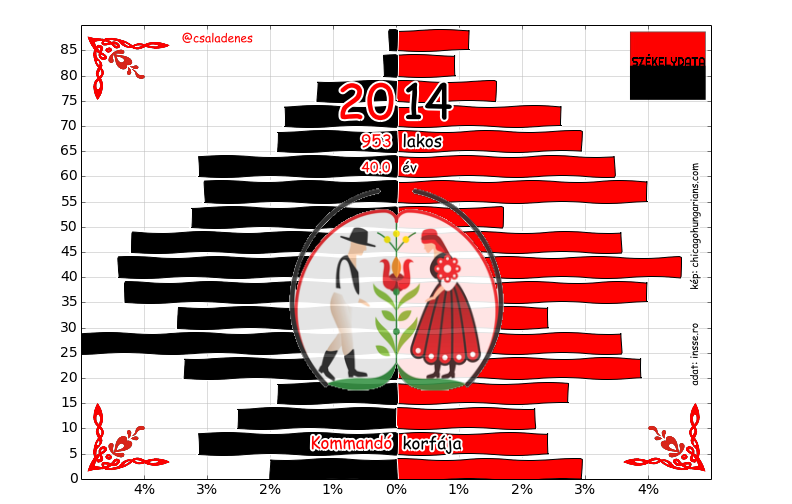 @csaladenes
SZÉKELYDATA
2014
953 lakos
40.0 év
kép: chicagohungarians.com
adat: insse.ro
Kommandó korfája
85
80
75
70
65
60
55
50
45
40
35
30
25
20
15
10
5
0
4% 3% 2% 1% 0% 1% 2% 3% 4%